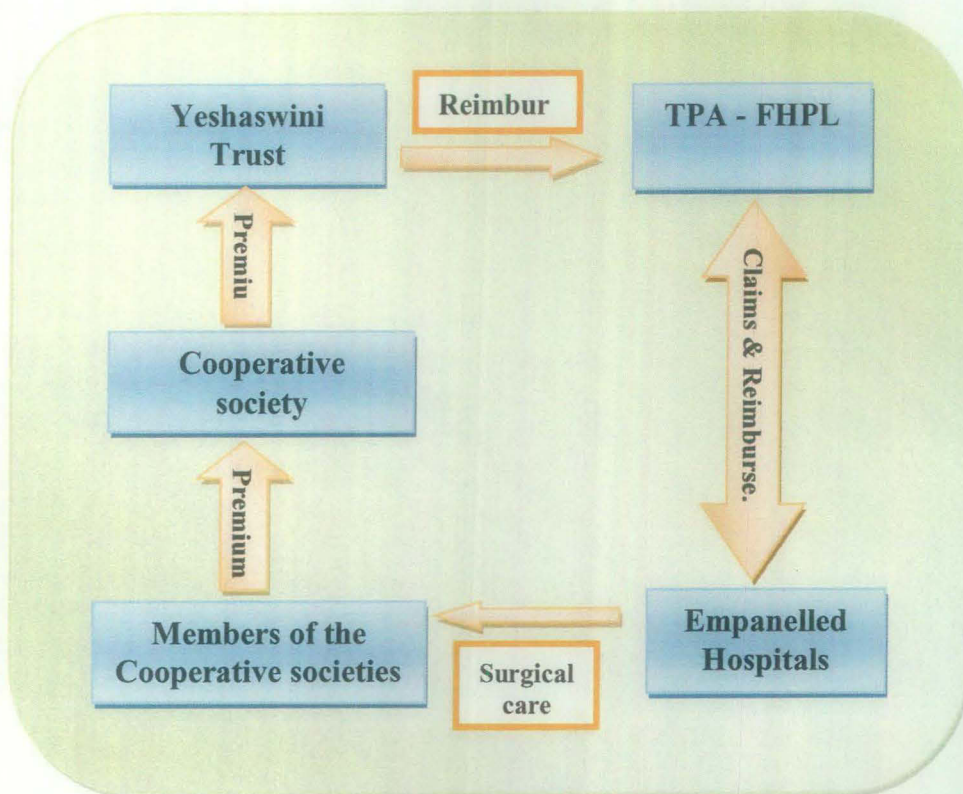 Yeshaswini
Trust
Reimbur
TPA - FHPL
Premiu
Claims & Reimburse.
Cooperative
society
Premium
Members of the
Cooperative societies
Surgical
care
Empanelled
Hospitals